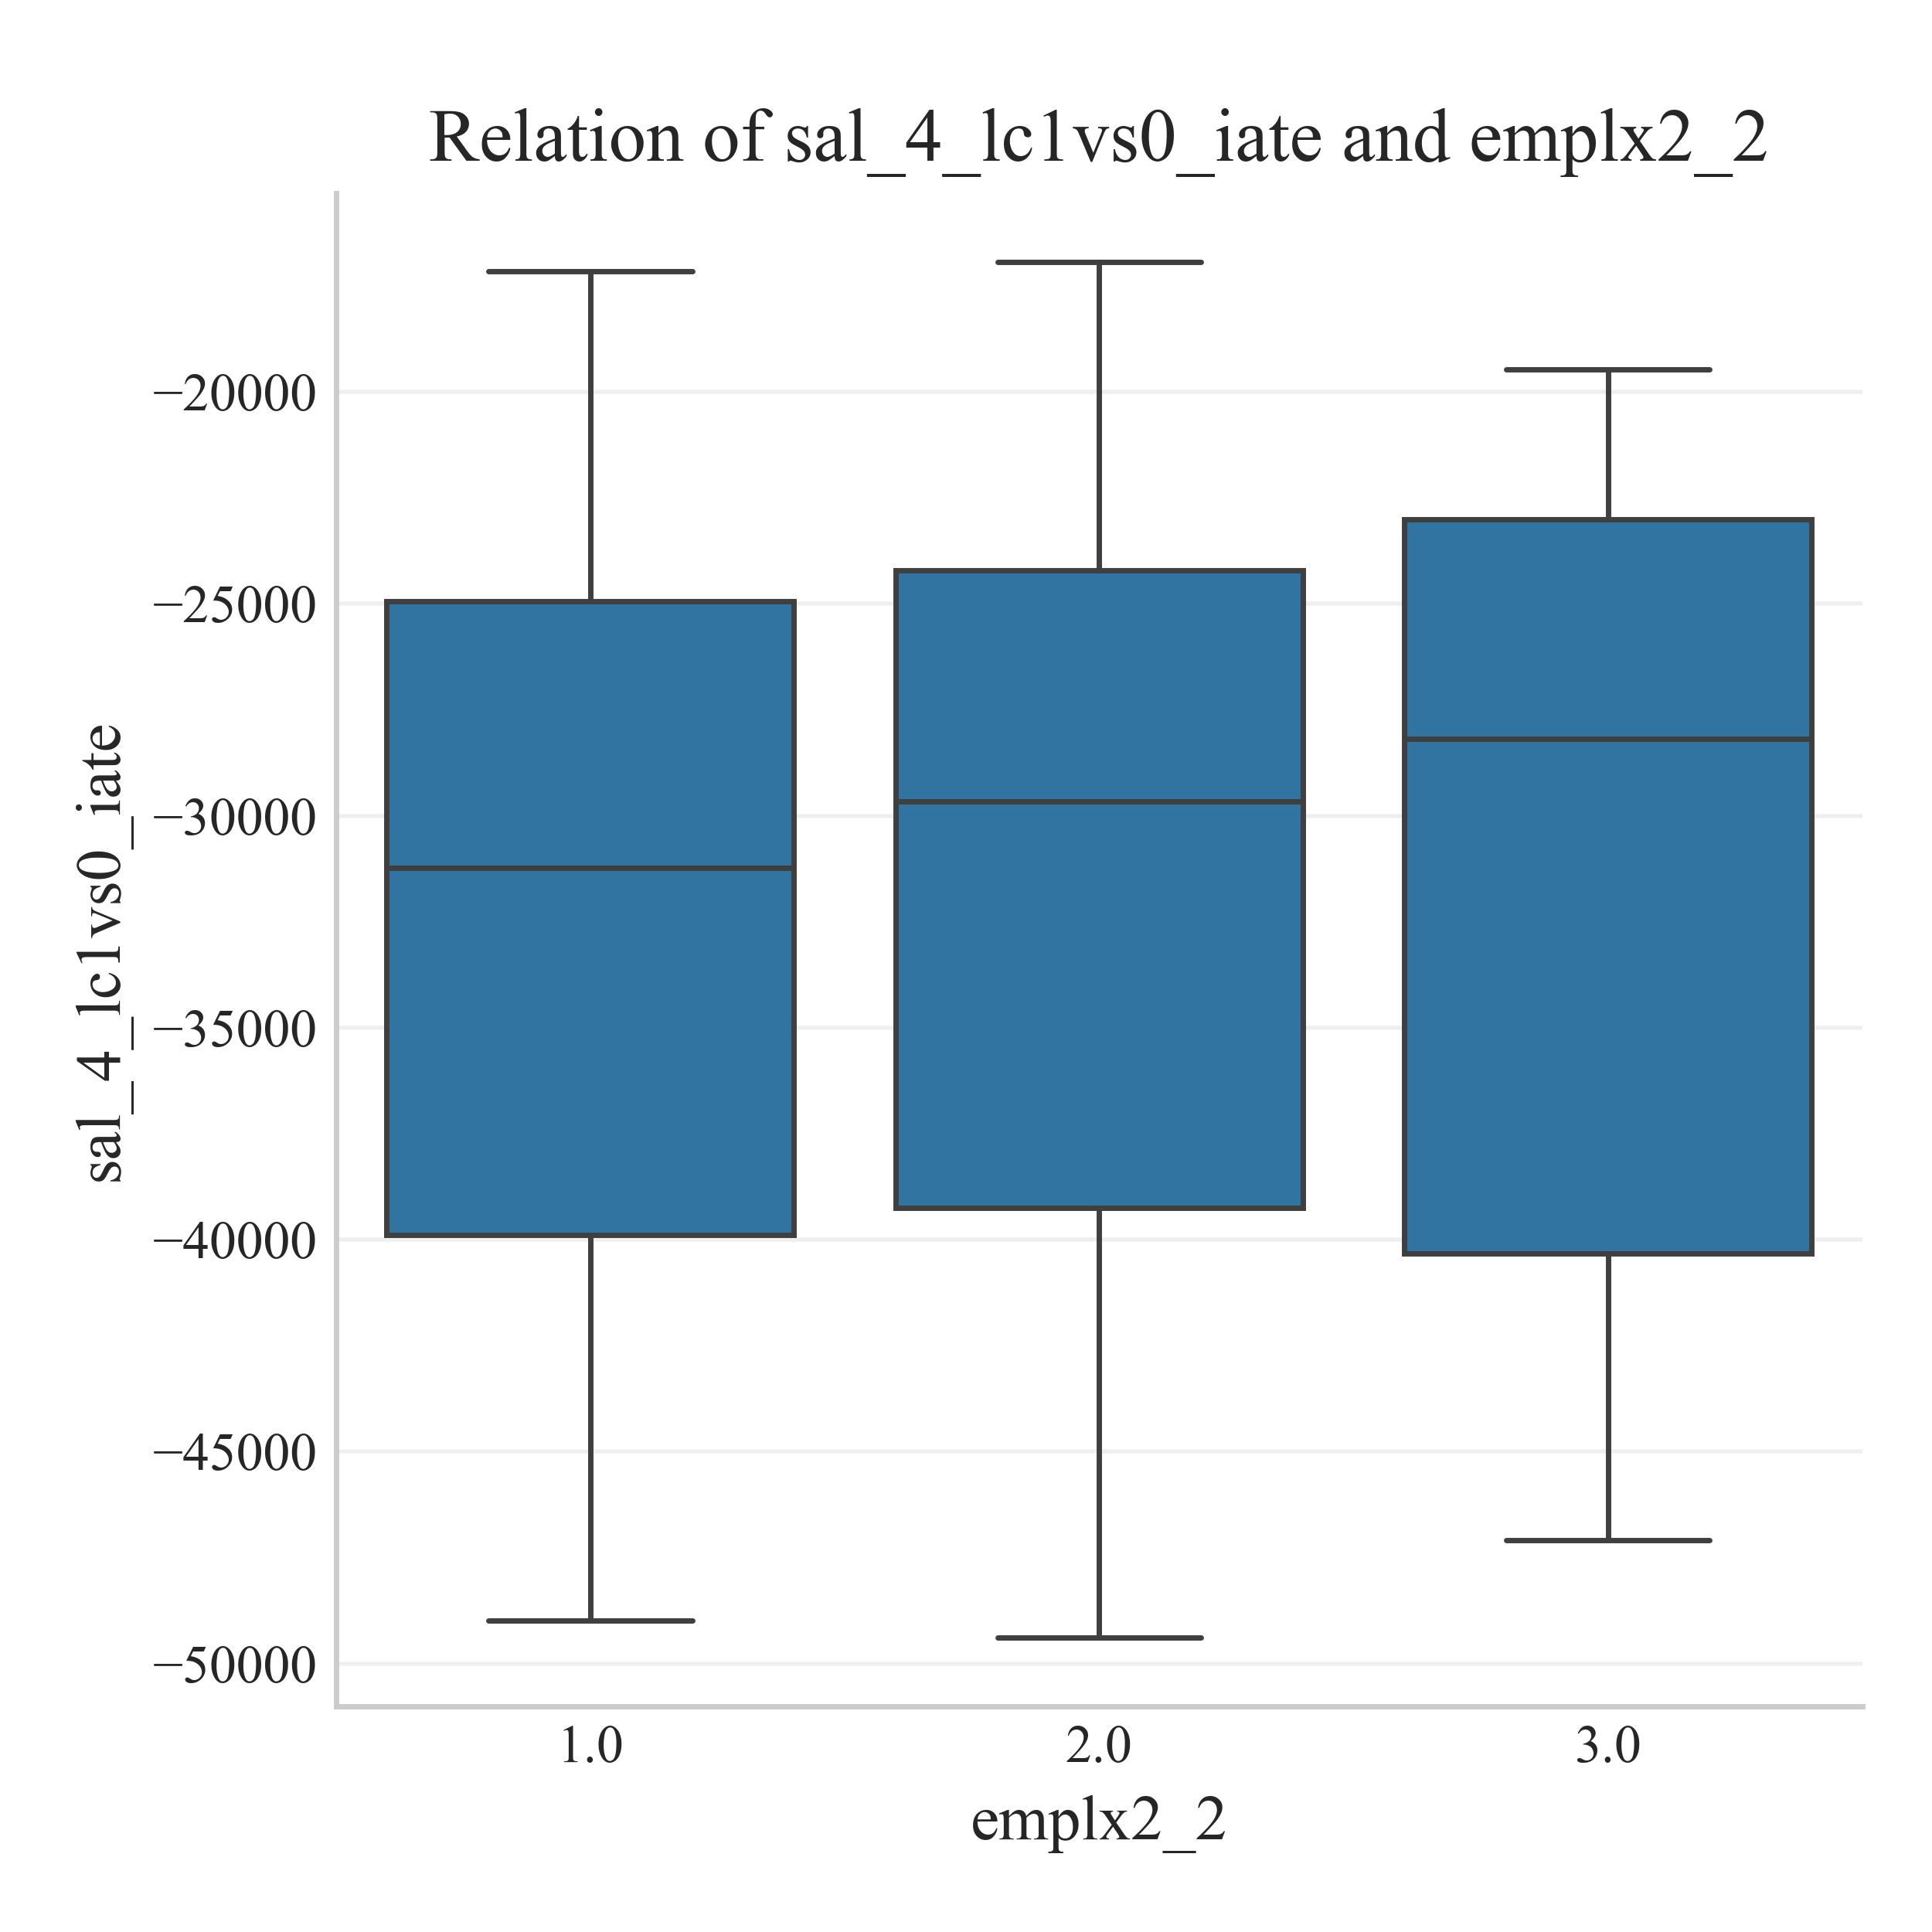 Relation of sal_4_lc1vs0_iate and emplx2_2
sal_4_lc1vs0_iate
−20000
−25000
−30000
−35000
−40000
−45000
−50000
1.0 2.0 3.0
emplx2_2